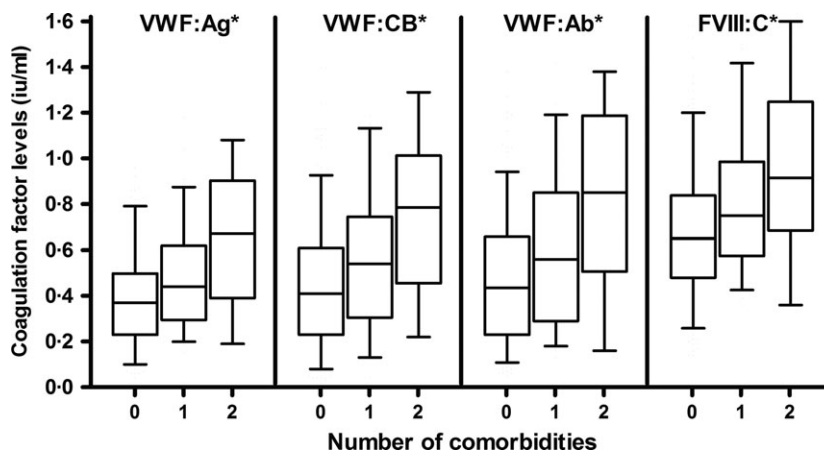 VWF:Ag* VWF:CB* VWF:Ab* FVIII:C*
Coagulation factor levels (iu/ml)
1·6
1·4
1·2
1·0
0·8
0·6
0·4
0·2
0·0
0 1 2 0 1 2 0 1 2 0 1 2
Number of comorbidities